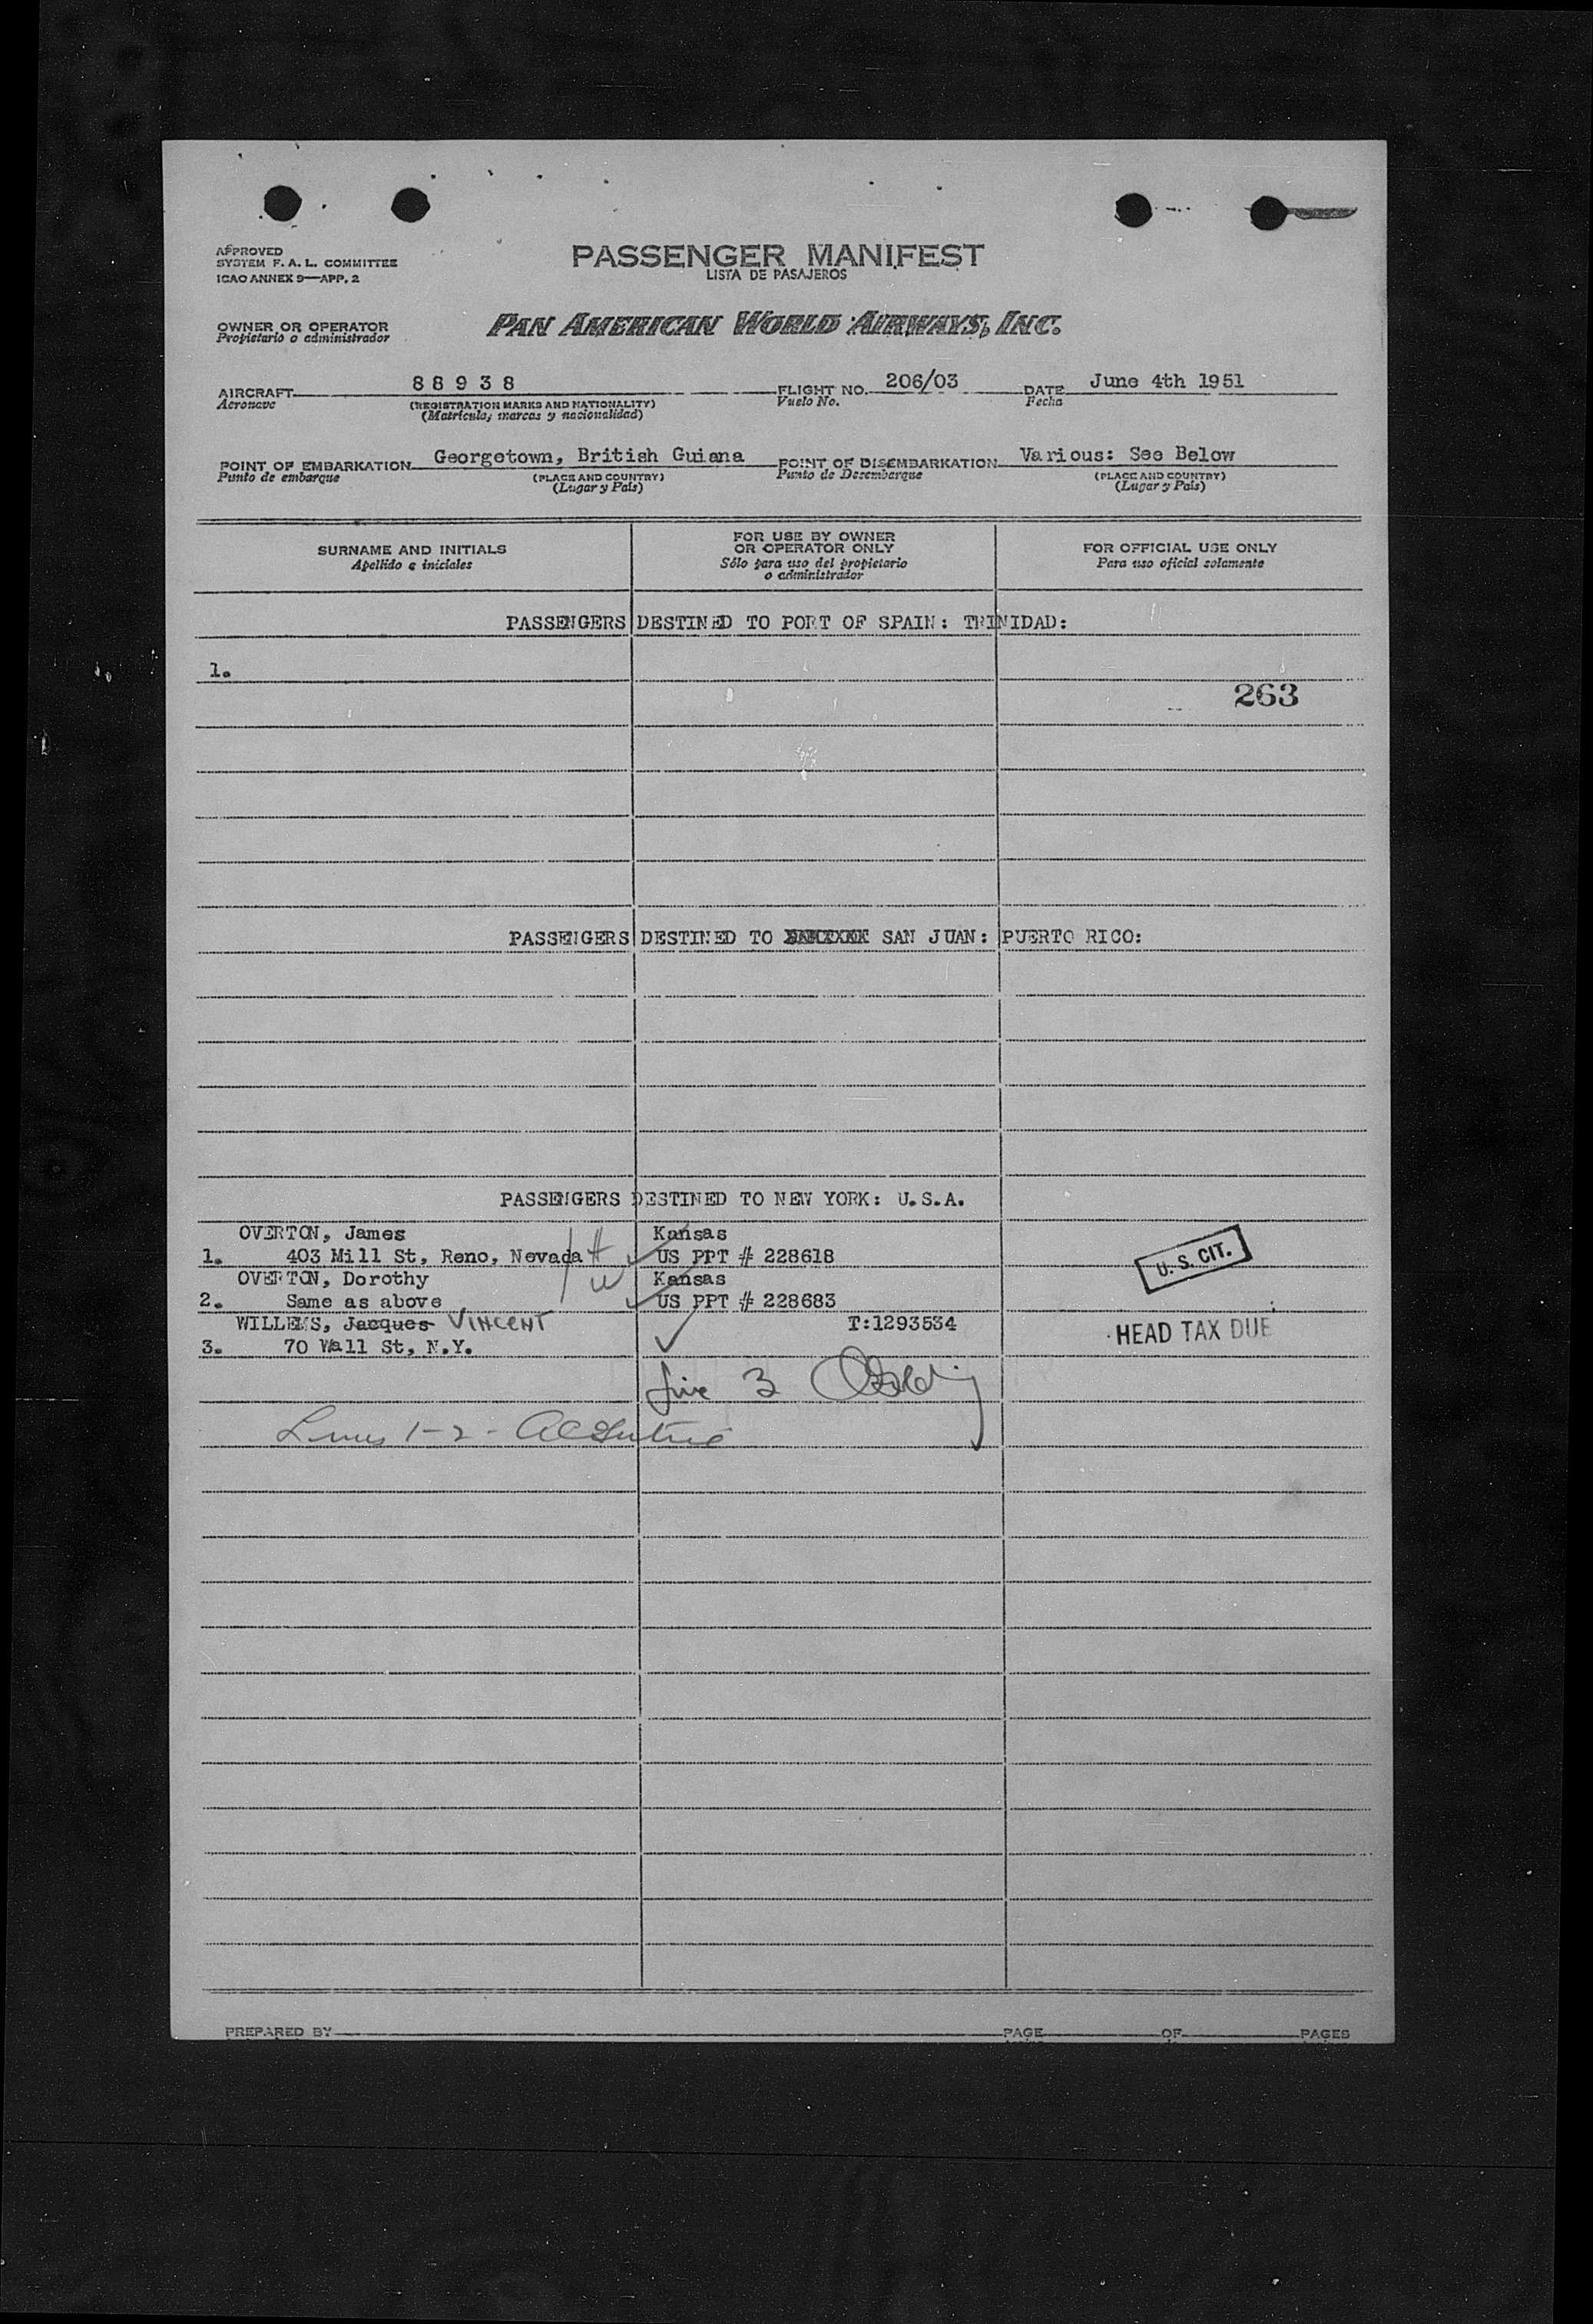 APPROVED
SYSTEM F. A. L. COMMITTEE
ICAO ANNEX 9—APP. 2
PASSENGER MANIFEST
LISTA DE PASAJEROS
OWNER OR OPERATOR
Propietario o administrador
PAN AMERICAN WORLD AIRWAYS, INC.
AIRCRAFT 88938 FLIGHT NO. 206/03 DATE June 4th 1951
Aeronave (REGISTRATION MARKS AND NATIONALITY) Vuelo No. Fecha
(Matrícula, marcas y nacionalidad)
POINT OF EMBARKATION Georgetown, British Guiana POINT OF DISEMBARKATION Various: See Below
Punto de embarque (PLACE AND COUNTRY) Punto de Desembarque (PLACE AND COUNTRY)
(Lugar y País) (Lugar y País)
SURNAME AND INITIALS
Apellido e iniciales
FOR USE BY OWNER
OR OPERATOR ONLY
Sólo para uso del propietario
o administrador
FOR OFFICIAL USE ONLY
Para uso oficial solamente
PASSENGERS DESTINED TO PORT OF SPAIN: TRINIDAD:
1.
263
PASSENGERS DESTINED TO SAN JUAN: PUERTO RICO:
PASSENGERS DESTINED TO NEW YORK: U.S.A.
OVERTON, James Kansas
1. 403 Mill St, Reno, Nevada US PPT # 228618 U. S. CIT.
OVERTON, Dorothy Kansas
2. Same as above US PPT # 228683
WILLEMS, Jacques VINCENT T:1293534
3. 70 Wall St, N.Y. HEAD TAX DUE
line 3
Lines 1-2-
PREPARED BY PAGE OF PAGES